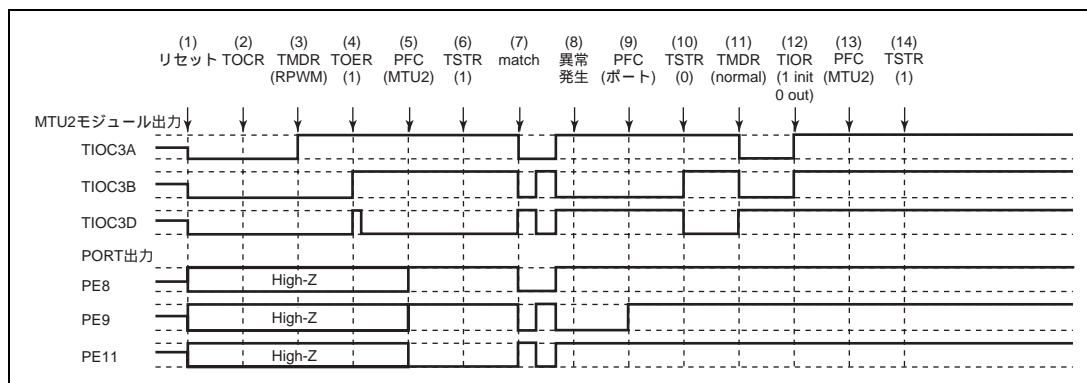 (1) (2) (3) (4) (5) (6) (7) (8) (9) (10) (11) (12) (13) (14)
リセット TOCR TMDR TOER PFC TSTR match 異常 PFC TSTR TMDR TIOR PFC TSTR
(RPWM) (1) (MTU2) (1) 発生 (ポート) (0) (normal) (1 init (MTU2) (1)
0 out)
MTU2モジュール出力
TIOC3A
TIOC3B
TIOC3D
PORT出力
PE8 High-Z
PE9 High-Z
PE11 High-Z